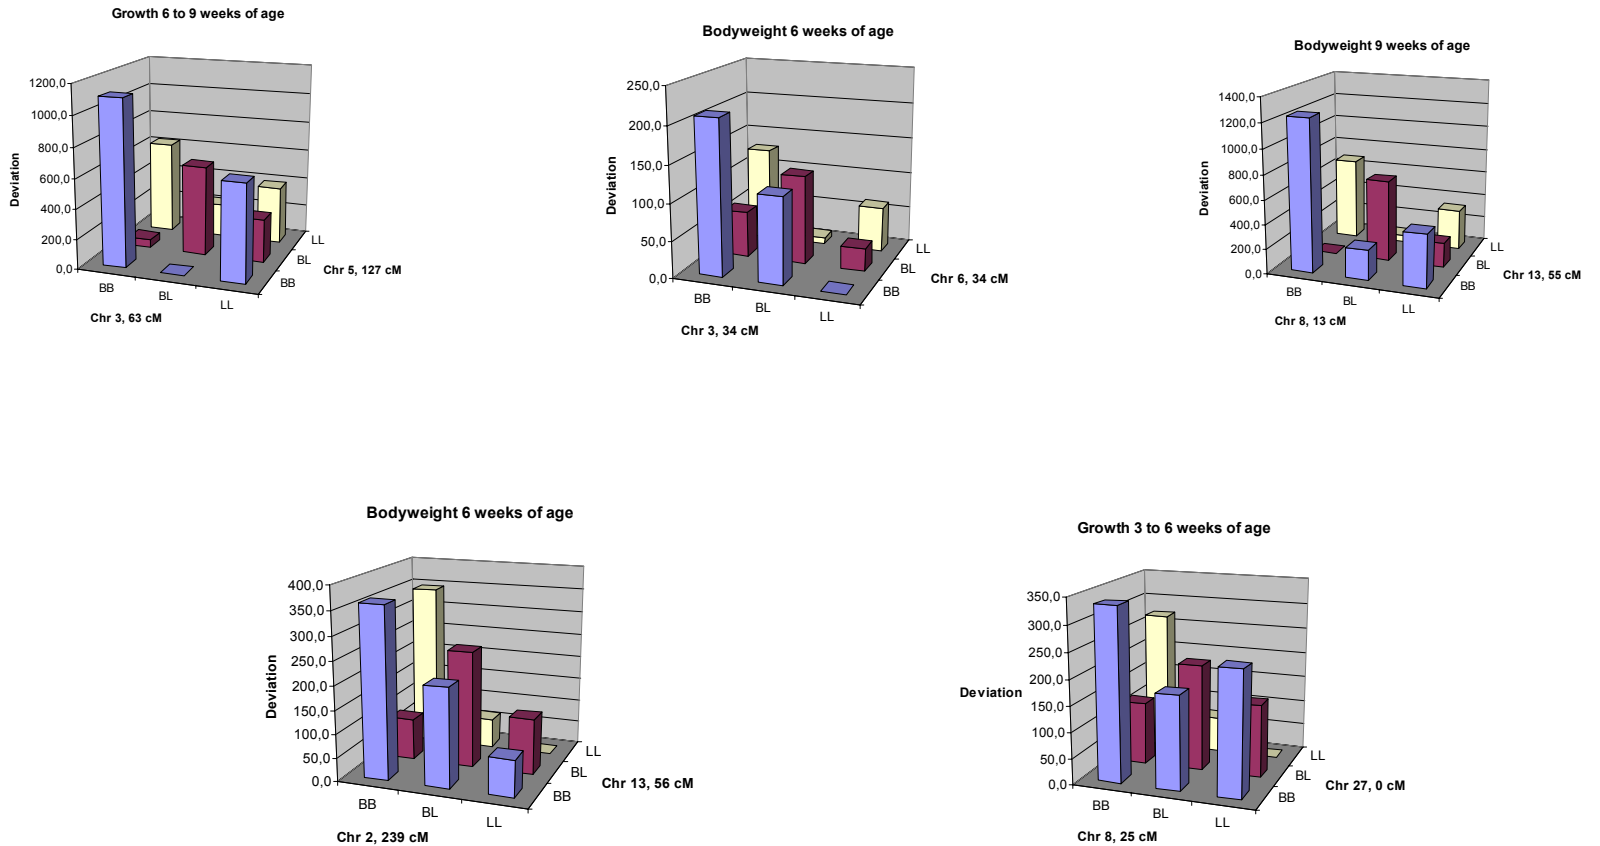 Growth 6 to 9 weeks of age
1200,0
1000,0
800,0
600,0
400,0
200,0
0,0
Deviation
BB
BL
LL
Chr 3, 63 cM
BB
BL
LL
Chr 5, 127 cM
Bodyweight 6 weeks of age
250,0
200,0
150,0
100,0
50,0
0,0
Deviation
BB
BL
LL
Chr 3, 34 cM
BB
BL
LL
Chr 6, 34 cM
Bodyweight 9 weeks of age
1400,0
1200,0
1000,0
800,0
600,0
400,0
200,0
0,0
Deviation
BB
BL
LL
Chr 8, 13 cM
BB
BL
LL
Chr 13, 55 cM
Bodyweight 6 weeks of age
400,0
350,0
300,0
250,0
200,0
150,0
100,0
50,0
0,0
Deviation
BB
BL
LL
Chr 2, 239 cM
BB
BL
LL
Chr 13, 56 cM
Growth 3 to 6 weeks of age
350,0
300,0
250,0
200,0
150,0
100,0
50,0
0,0
Deviation
BB
BL
LL
Chr 8, 25 cM
BB
BL
LL
Chr 27, 0 cM